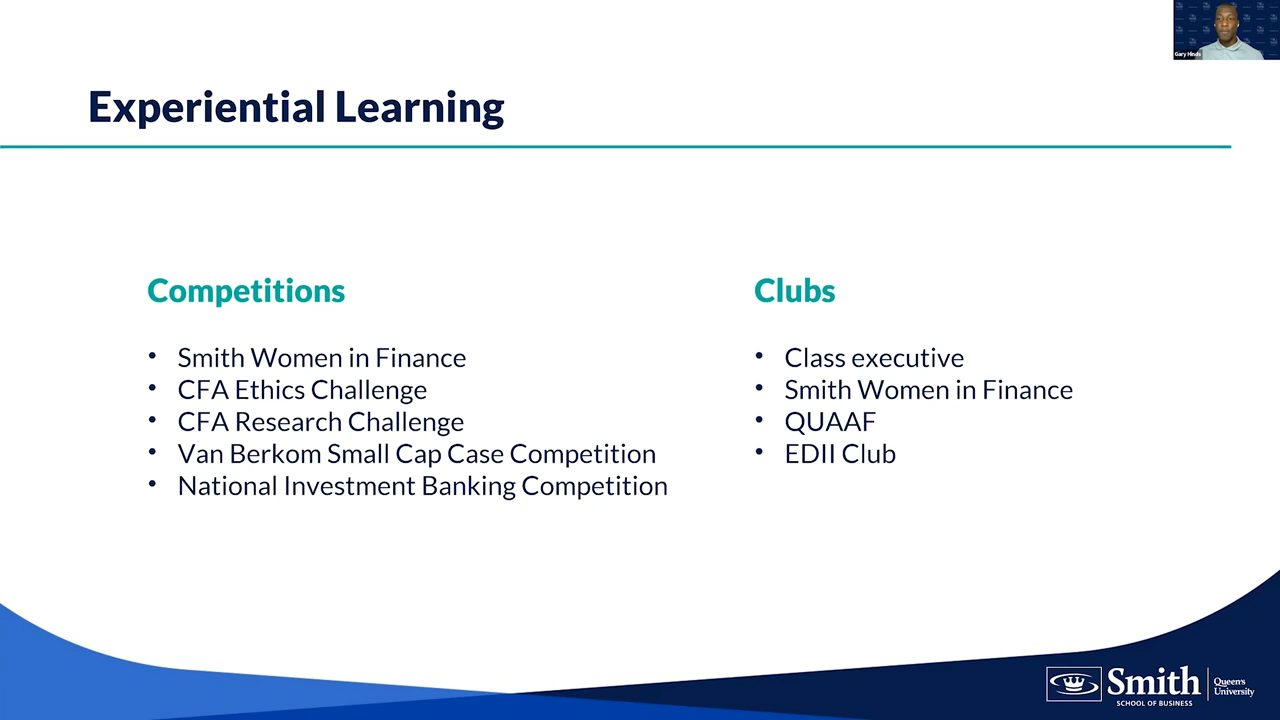 Gary Hinds
Experiential Learning
Competitions
• Smith Women in Finance
• CFA Ethics Challenge
• CFA Research Challenge
• Van Berkom Small Cap Case Competition
• National Investment Banking Competition
Clubs
• Class executive
• Smith Women in Finance
• QUAAF
• EDII Club
Smith
SCHOOL OF BUSINESS
Queen's
University